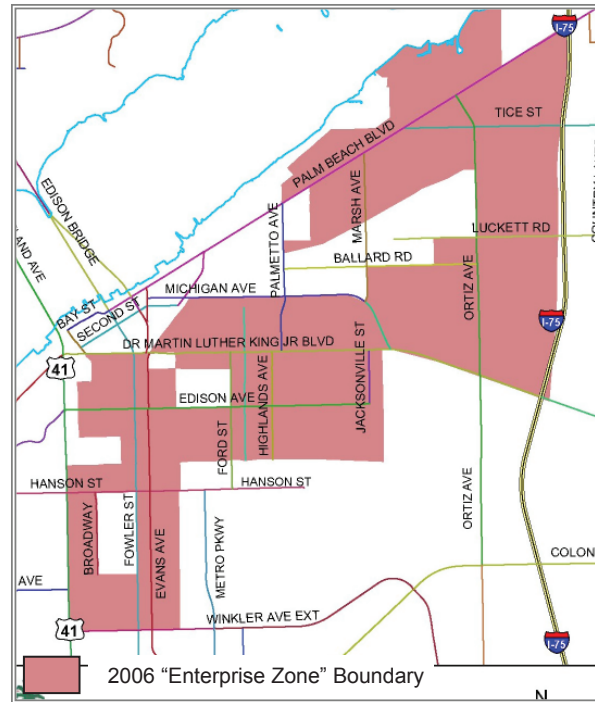 I-75
TICE ST
PALM BEACH BLVD
MARSH AVE
EDISON BRIDGE
PALMETTO AVE
LUCKETT RD
BALLARD RD
ORTIZ AVE
MICHIGAN AVE
BAY ST
SECOND ST
I-75
DR MARTIN LUTHER KING JR BLVD
41
JACKSONVILLE ST
HIGHLANDS AVE
EDISON AVE
FORD ST
HANSON ST
HANSON ST
ORTIZ AVE
BROADWAY
FOWLER ST
EVANS AVE
METRO PKWY
COLON
AVE
WINKLER AVE EXT
41
I-75
2006 “Enterprise Zone” Boundary
N